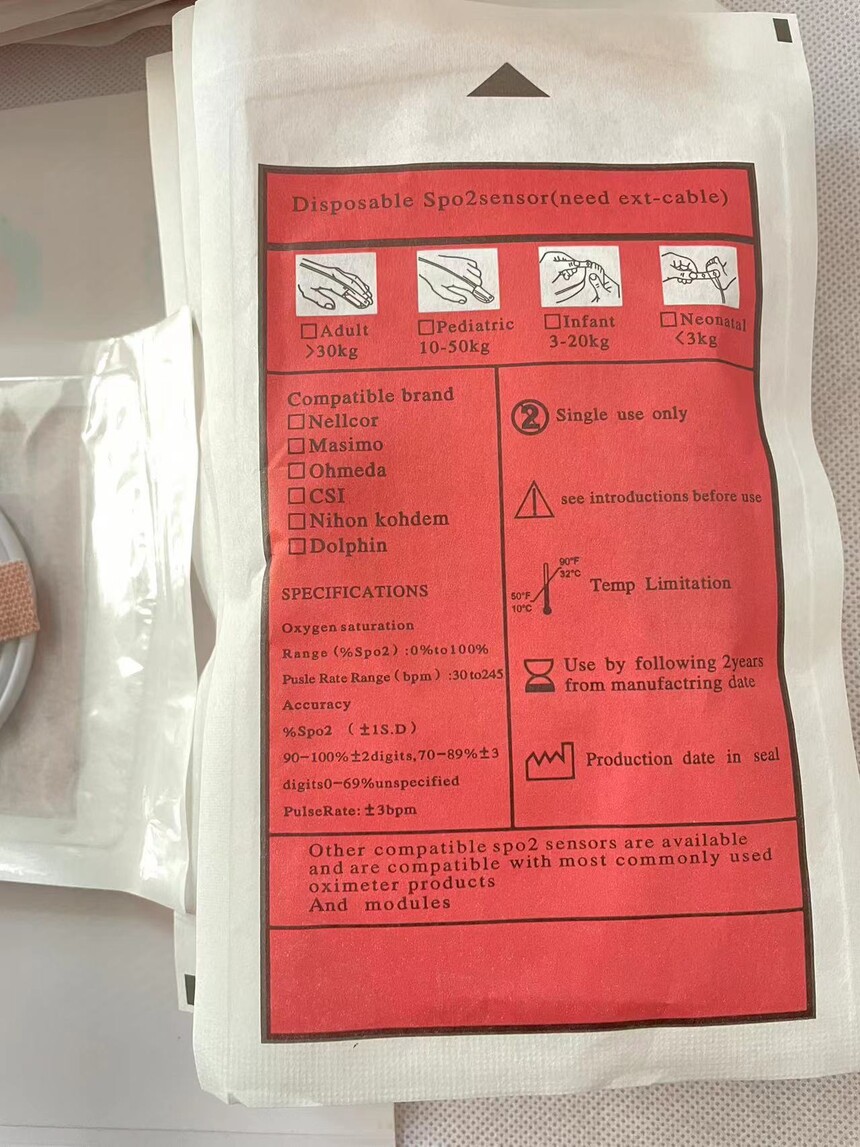 Disposable Spo2sensor(need ext-cable)
☐Adult
>30kg
☐Pediatric
10-50kg
☐Infant
3-20kg
☐Neonatal
<3kg
Compatible brand
☐Nellcor
☐Masimo
☐Ohmeda
☐CSI
☐Nihon kohdem
☐Dolphin
SPECIFICATIONS
Oxygen saturation
Range (%Spo2) :0%to100%
Pusle Rate Range (bpm) :30to245
Accuracy
%Spo2 (±1S.D)
90-100%±2digits,70-89%±3
digits0-69%unspecified
PulseRate: ±3bpm
2 Single use only
see introductions before use
90°F
32°C
50°F
10°C
Temp Limitation
Use by following 2years
from manufactring date
Production date in seal
Other compatible spo2 sensors are available
and are compatible with most commonly used
oximeter products
And modules